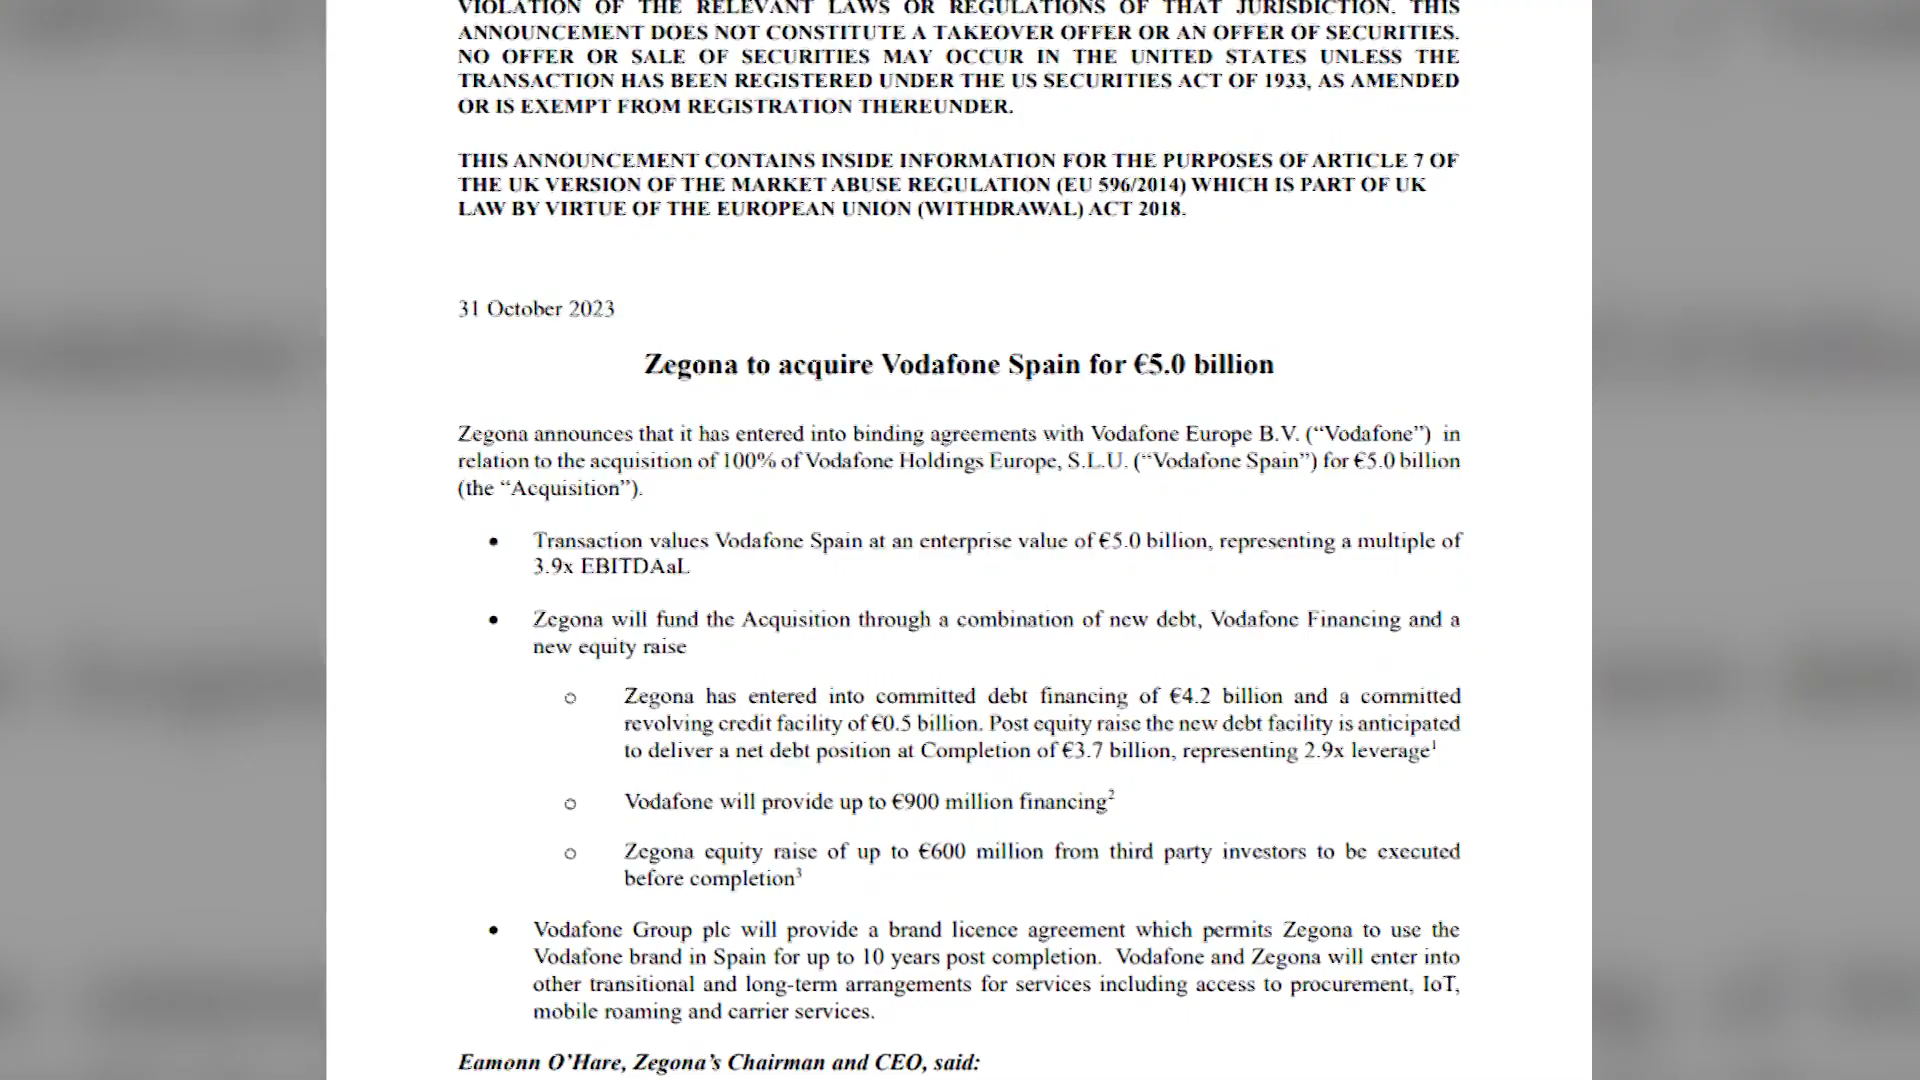 VIOLATION OF THE RELEVANT LAWS OR REGULATIONS OF THAT JURISDICTION. THIS
ANNOUNCEMENT DOES NOT CONSTITUTE A TAKEOVER OFFER OR AN OFFER OF SECURITIES.
NO OFFER OR SALE OF SECURITIES MAY OCCUR IN THE UNITED STATES UNLESS THE
TRANSACTION HAS BEEN REGISTERED UNDER THE US SECURITIES ACT OF 1933, AS AMENDED
OR IS EXEMPT FROM REGISTRATION THEREUNDER.
THIS ANNOUNCEMENT CONTAINS INSIDE INFORMATION FOR THE PURPOSES OF ARTICLE 7 OF
THE UK VERSION OF THE MARKET ABUSE REGULATION (EU 596/2014) WHICH IS PART OF UK
LAW BY VIRTUE OF THE EUROPEAN UNION (WITHDRAWAL) ACT 2018.
31 October 2023
Zegona to acquire Vodafone Spain for €5.0 billion
Zegona announces that it has entered into binding agreements with Vodafone Europe B.V. (“Vodafone”) in
relation to the acquisition of 100% of Vodafone Holdings Europe, S.L.U. (“Vodafone Spain”) for €5.0 billion
(the “Acquisition”).
• Transaction values Vodafone Spain at an enterprise value of €5.0 billion, representing a multiple of
3.9x EBITDAaL
• Zegona will fund the Acquisition through a combination of new debt, Vodafone Financing and a
new equity raise
○ Zegona has entered into committed debt financing of €4.2 billion and a committed
revolving credit facility of €0.5 billion. Post equity raise the new debt facility is anticipated
to deliver a net debt position at Completion of €3.7 billion, representing 2.9x leverage¹
○ Vodafone will provide up to €900 million financing²
○ Zegona equity raise of up to €600 million from third party investors to be executed
before completion³
• Vodafone Group plc will provide a brand licence agreement which permits Zegona to use the
Vodafone brand in Spain for up to 10 years post completion. Vodafone and Zegona will enter into
other transitional and long-term arrangements for services including access to procurement, IoT,
mobile roaming and carrier services.
Eamonn O’Hare, Zegona’s Chairman and CEO, said: